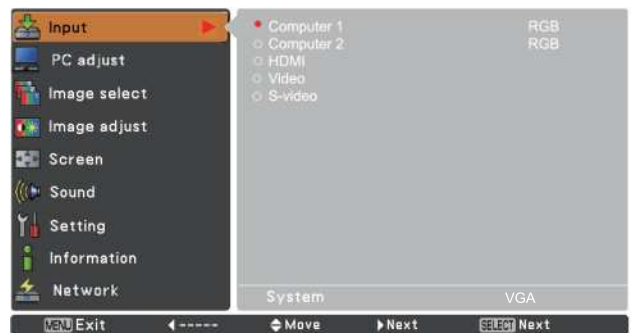 Input
PC adjust
Image select
Image adjust
Screen
Sound
Setting
Information
Network
Computer 1 RGB
Computer 2 RGB
HDMI
Video
S-video
System VGA
MENU Exit ◀----- Move Next SELECT Next